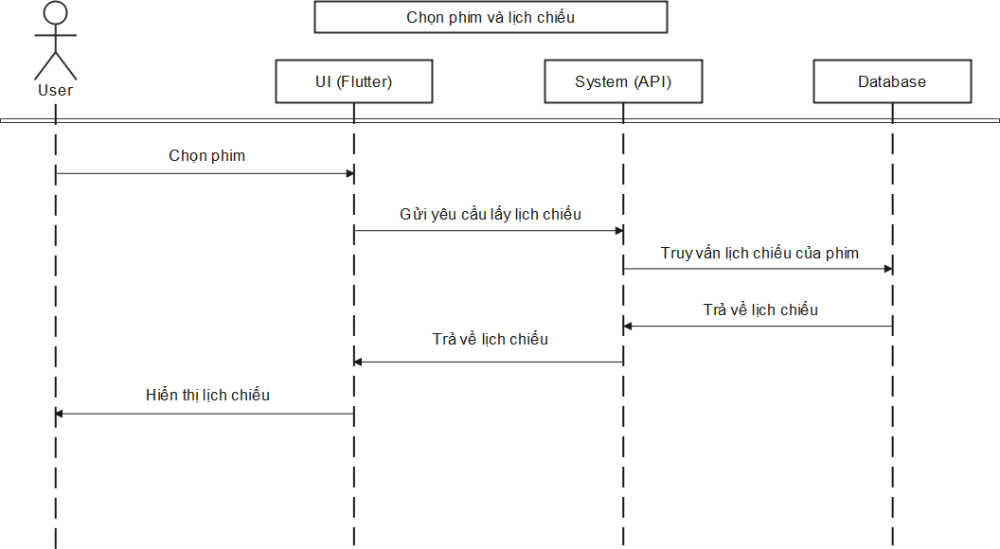 Chọn phim và lịch chiếu
User
UI (Flutter)
System (API)
Database
Chọn phim
Gửi yêu cầu lấy lịch chiếu
Truy vấn lịch chiếu của phim
Trả về lịch chiếu
Trả về lịch chiếu
Hiển thị lịch chiếu